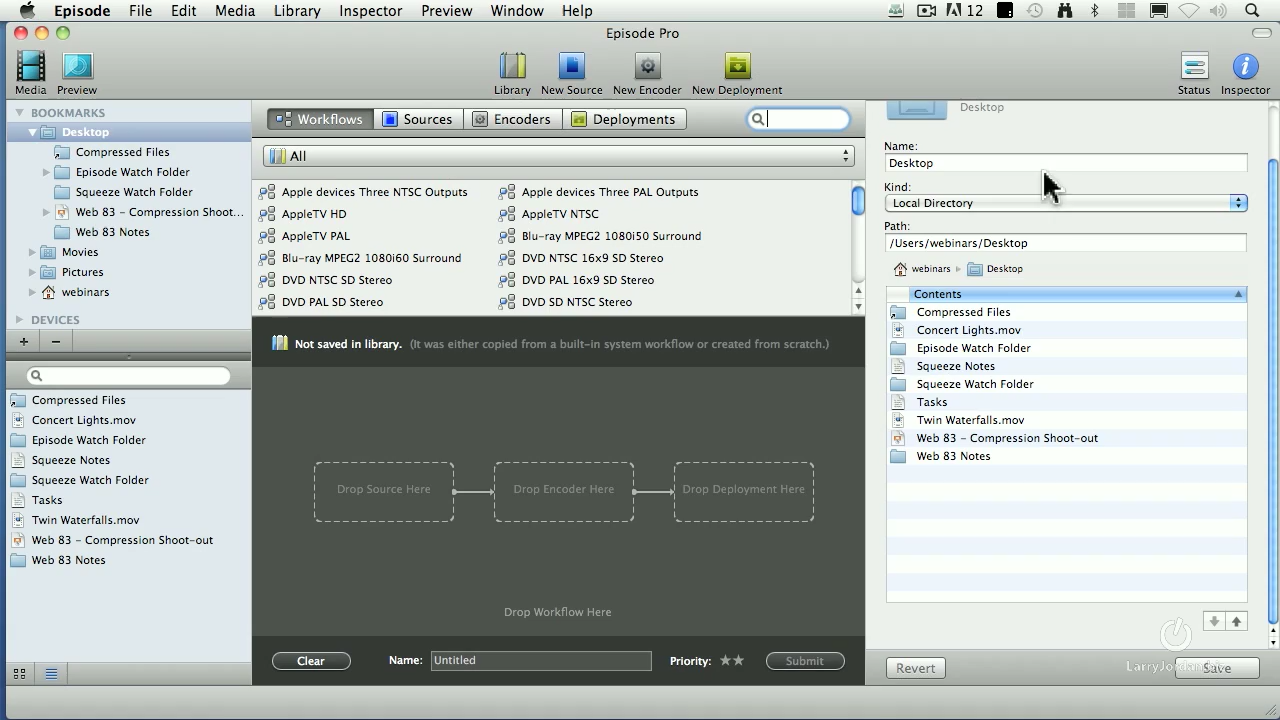 Episode File Edit Media Library Inspector Preview Window Help 12
Episode Pro
Media Preview Library New Source New Encoder New Deployment Status Inspector
BOOKMARKS
Desktop
Compressed Files
Episode Watch Folder
Squeeze Watch Folder
Web 83 – Compression Shoot...
Web 83 Notes
Movies
Pictures
webinars
DEVICES
Compressed Files
Concert Lights.mov
Episode Watch Folder
Squeeze Notes
Squeeze Watch Folder
Tasks
Twin Waterfalls.mov
Web 83 – Compression Shoot-out
Web 83 Notes
Workflows Sources Encoders Deployments
All
Apple devices Three NTSC Outputs Apple devices Three PAL Outputs
AppleTV HD AppleTV NTSC
AppleTV PAL Blu-ray MPEG2 1080i50 Surround
Blu-ray MPEG2 1080i60 Surround DVD NTSC 16x9 SD Stereo
DVD NTSC SD Stereo DVD PAL 16x9 SD Stereo
DVD PAL SD Stereo DVD SD NTSC Stereo
Not saved in library. (It was either copied from a built-in system workflow or created from scratch.)
Drop Source Here Drop Encoder Here Drop Deployment Here
Drop Workflow Here
Clear Name: Untitled Priority: ★★ Submit
Desktop
Name:
Desktop
Kind:
Local Directory
Path:
/Users/webinars/Desktop
webinars Desktop
Contents
Compressed Files
Concert Lights.mov
Episode Watch Folder
Squeeze Notes
Squeeze Watch Folder
Tasks
Twin Waterfalls.mov
Web 83 – Compression Shoot-out
Web 83 Notes
Revert Save